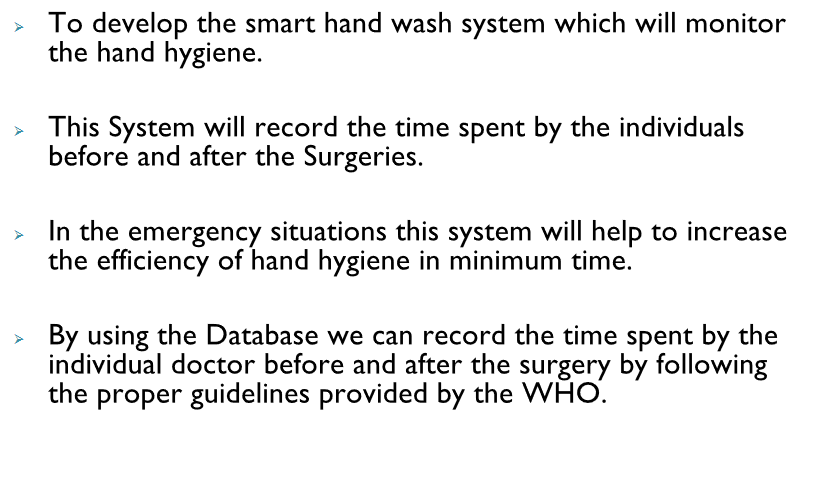 ➢ To develop the smart hand wash system which will monitor
the hand hygiene.
➢ This System will record the time spent by the individuals
before and after the Surgeries.
➢ In the emergency situations this system will help to increase
the efficiency of hand hygiene in minimum time.
➢ By using the Database we can record the time spent by the
individual doctor before and after the surgery by following
the proper guidelines provided by the WHO.